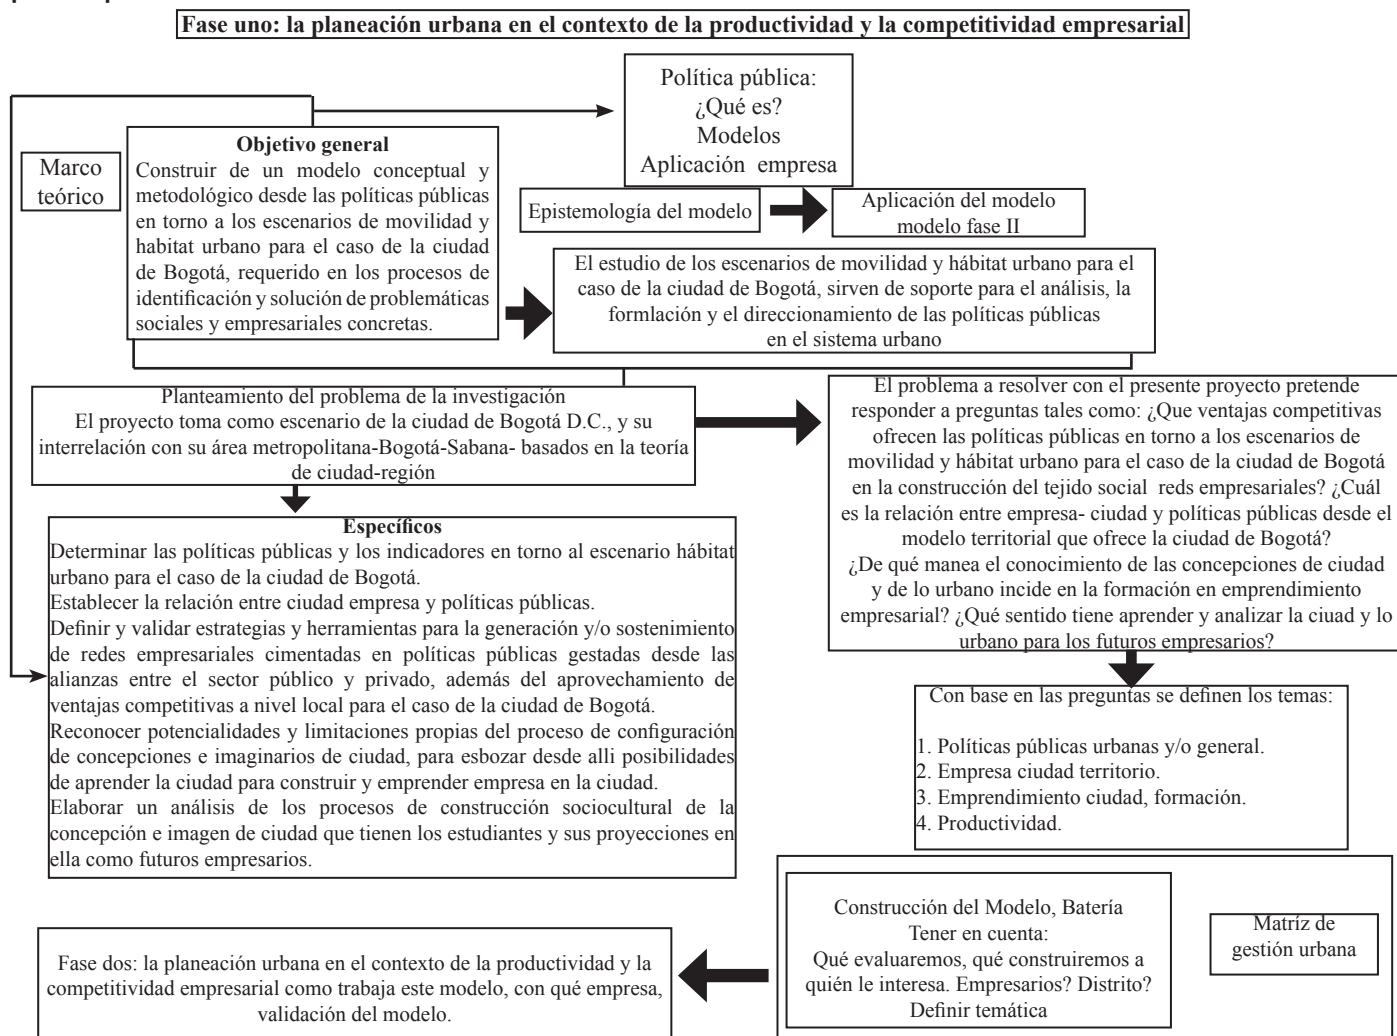 Fase uno: la planeación urbana en el contexto de la productividad y la competitividad empresarial
Política pública:
¿Qué es?
Modelos
Aplicación empresa
Marco
teórico
Objetivo general
Construir de un modelo conceptual y
metodológico desde las políticas públicas
en torno a los escenarios de movilidad y
habitat urbano para el caso de la ciudad
de Bogotá, requerido en los procesos de
identificación y solución de problemáticas
sociales y empresariales concretas.
Epistemología del modelo
Aplicación del modelo
modelo fase II
El estudio de los escenarios de movilidad y hábitat urbano para el
caso de la ciudad de Bogotá, sirven de soporte para el análisis, la
formlación y el direccionamiento de las políticas públicas
en el sistema urbano
Planteamiento del problema de la investigación
El proyecto toma como escenario de la ciudad de Bogotá D.C., y su
interrelación con su área metropolitana-Bogotá-Sabana- basados en la teoría
de ciudad-región
El problema a resolver con el presente proyecto pretende
responder a preguntas tales como: ¿Que ventajas competitivas
ofrecen las políticas públicas en torno a los escenarios de
movilidad y hábitat urbano para el caso de la ciudad de Bogotá
en la construcción del tejido social reds empresariales? ¿Cuál
es la relación entre empresa- ciudad y políticas públicas desde el
modelo territorial que ofrece la ciudad de Bogotá?
¿De qué manea el conocimiento de las concepciones de ciudad
y de lo urbano incide en la formación en emprendimiento
empresarial? ¿Qué sentido tiene aprender y analizar la ciuad y lo
urbano para los futuros empresarios?
Específicos
Determinar las políticas públicas y los indicadores en torno al escenario hábitat
urbano para el caso de la ciudad de Bogotá.
Establecer la relación entre ciudad empresa y políticas públicas.
Definir y validar estrategias y herramientas para la generación y/o sostenimiento
de redes empresariales cimentadas en políticas públicas gestadas desde las
alianzas entre el sector público y privado, además del aprovechamiento de
ventajas competitivas a nivel local para el caso de la ciudad de Bogotá.
Reconocer potencialidades y limitaciones propias del proceso de configuración
de concepciones e imaginarios de ciudad, para esbozar desde alli posibilidades
de aprender la ciudad para construir y emprender empresa en la ciudad.
Elaborar un análisis de los procesos de construcción sociocultural de la
concepción e imagen de ciudad que tienen los estudiantes y sus proyecciones en
ella como futuros empresarios.
Con base en las preguntas se definen los temas:
1. Políticas públicas urbanas y/o general.
2. Empresa ciudad territorio.
3. Emprendimiento ciudad, formación.
4. Productividad.
Construcción del Modelo, Batería
Tener en cuenta:
Qué evaluaremos, qué construiremos a
quién le interesa. Empresarios? Distrito?
Definir temática
Matríz de
gestión urbana
Fase dos: la planeación urbana en el contexto de la productividad y la
competitividad empresarial como trabaja este modelo, con qué empresa,
validación del modelo.